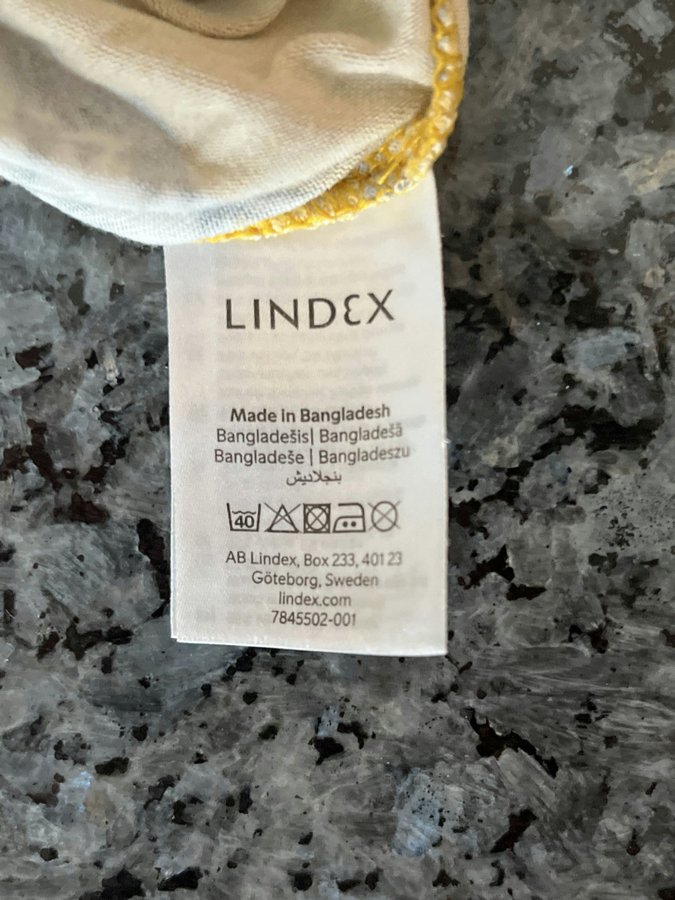 LINDEX
Made in Bangladesh
Bangladešis| Bangladešā
Bangladeše | Bangladeszu
بنجلاديش
40
AB Lindex, Box 233, 401 23
Göteborg, Sweden
lindex.com
7845502-001